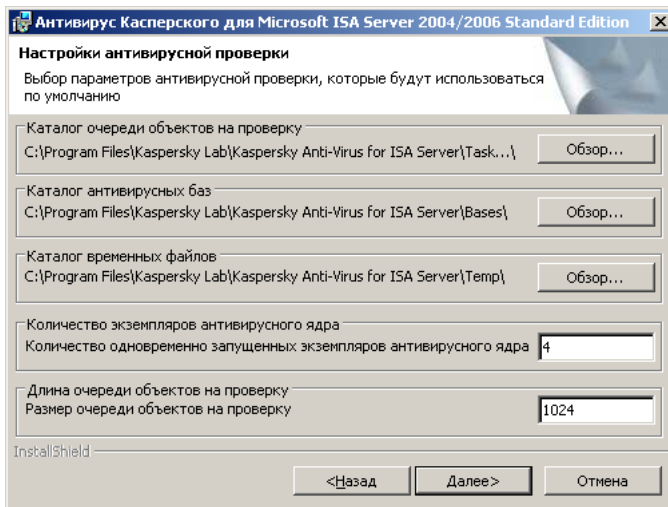 Антивирус Касперского для Microsoft ISA Server 2004/2006 Standard Edition
Настройки антивирусной проверки
Выбор параметров антивирусной проверки, которые будут использоваться
по умолчанию
Каталог очереди объектов на проверку
C:\Program Files\Kaspersky Lab\Kaspersky Anti-Virus for ISA Server\Task...\
Обзор...
Каталог антивирусных баз
C:\Program Files\Kaspersky Lab\Kaspersky Anti-Virus for ISA Server\Bases\
Обзор...
Каталог временных файлов
C:\Program Files\Kaspersky Lab\Kaspersky Anti-Virus for ISA Server\Temp\
Обзор...
Количество экземпляров антивирусного ядра
Количество одновременно запущенных экземпляров антивирусного ядра 4
Длина очереди объектов на проверку
Размер очереди объектов на проверку 1024
InstallShield
<Назад Далее> Отмена